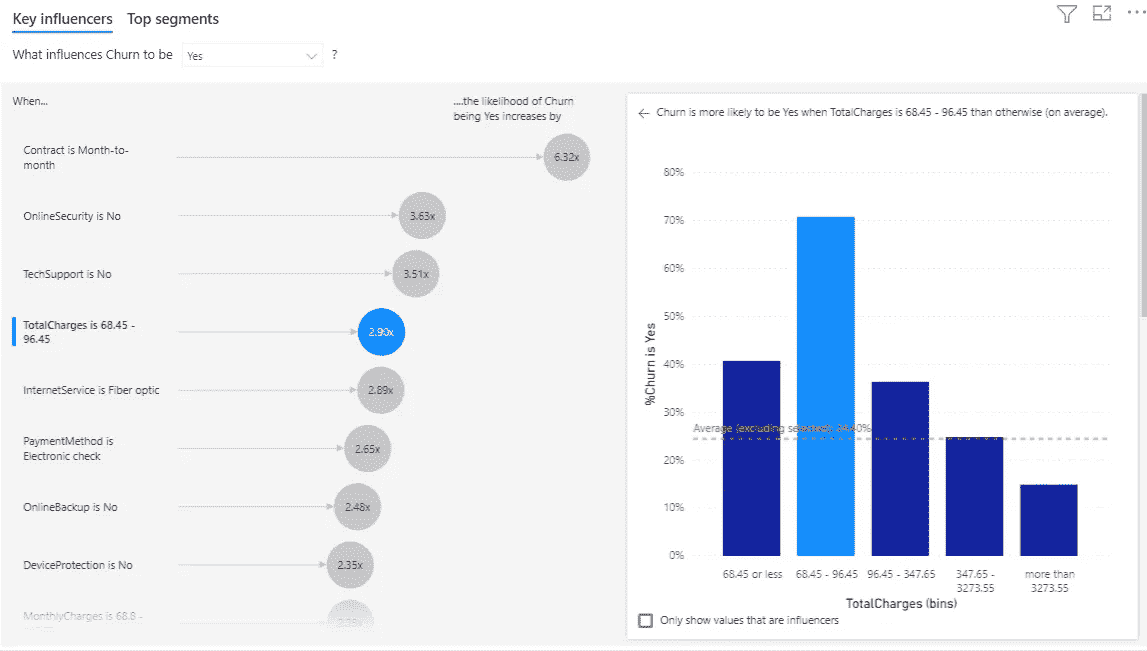 Key influencers Top segments
What influences Churn to be Yes ?
When...
....the likelihood of Churn
being Yes increases by
Contract is Month-to-
month
6.32x
OnlineSecurity is No
3.63x
TechSupport is No
3.51x
TotalCharges is 68.45 -
96.45
2.90x
InternetService is Fiber optic
2.89x
PaymentMethod is
Electronic check
2.65x
OnlineBackup is No
2.48x
DeviceProtection is No
2.35x
MonthlyCharges is 68.8 -
← Churn is more likely to be Yes when TotalCharges is 68.45 - 96.45 than otherwise (on average).
%Churn is Yes
80%
70%
60%
50%
40%
30%
20%
10%
0%
Average (excluding
68.45 or less
68.45 - 96.45
96.45 - 347.65
347.65 -
3273.55
more than
3273.55
TotalCharges (bins)
Only show values that are influencers